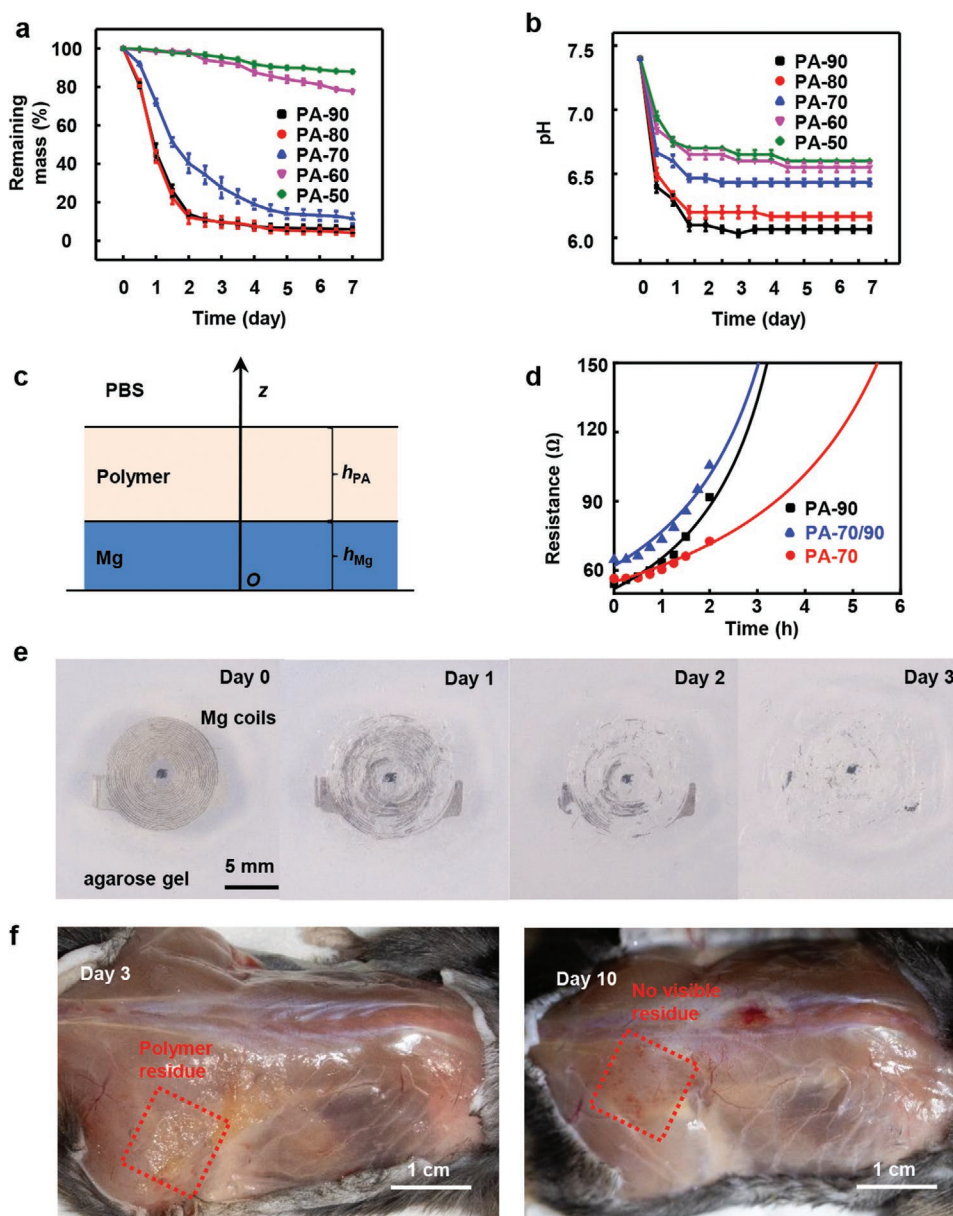 a
100
80
60
40
20
0
Remaining
mass (%)
PA-90
PA-80
PA-70
PA-60
PA-50
0 1 2 3 4 5 6 7
Time (day)
b
7.5
7.0
6.5
6.0
pH
PA-90
PA-80
PA-70
PA-60
PA-50
0 1 2 3 4 5 6 7
Time (day)
c
PBS
z
Polymer
hPA
Mg
hMg
O
d
150
120
90
60
Resistance (Ω)
PA-90
PA-70/90
PA-70
0 1 2 3 4 5 6
Time (h)
e
Day 0
Mg coils
agarose gel
5 mm
Day 1
Day 2
Day 3
f
Day 3
Polymer
residue
1 cm
Day 10
No visible
residue
1 cm